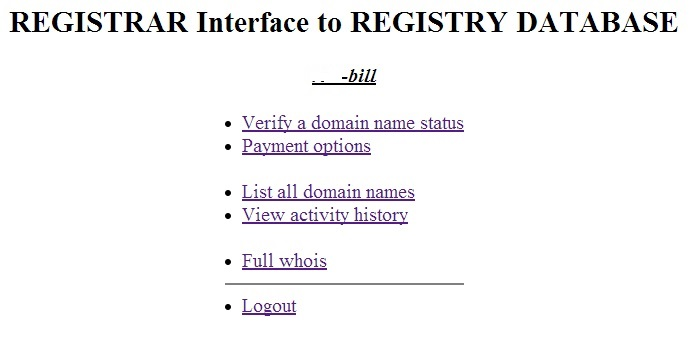 REGISTRAR Interface to REGISTRY DATABASE
-bill
Verify a domain name status
Payment options
List all domain names
View activity history
Full whois
Logout